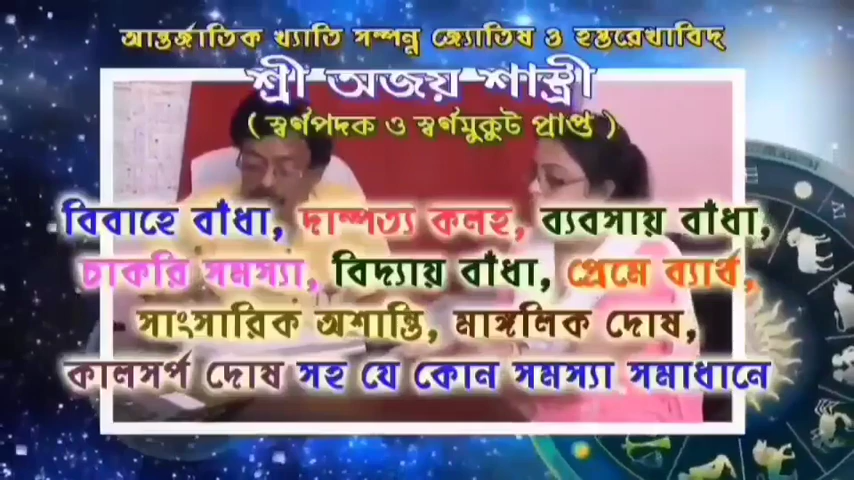 আন্তর্জাতিক খ্যাতি সম্পন্ন জ্যোতিষ ও হস্তরেখাবিদ্
শ্রী অজয় শাস্ত্রী
( স্বর্ণপদক ও স্বর্ণমুকুট প্রাপ্ত )
বিবাহে বাঁধা, দাম্পত্য কলহ, ব্যবসায় বাঁধা,
চাকরি সমস্যা, বিদ্যায় বাঁধা, প্রেমে ব্যার্থ,
সাংসারিক অশান্তি, মাঙ্গলিক দোষ,
কালসর্প দোষ সহ যে কোন সমস্যা সমাধানে